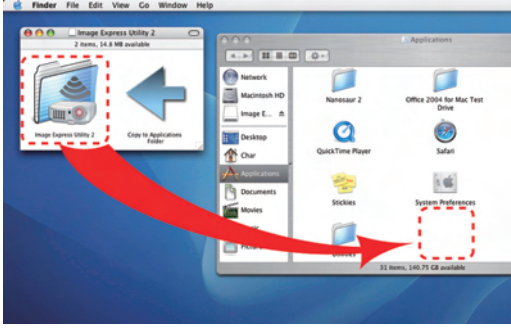 Finder File Edit View Go Window Help
Image Express Utility 2
2 items, 14.8 MB available
Image Express Utility 2
Copy to Applications
Folder
Applications
Network
Macintosh HD
Image E...
Desktop
Char
Applications
Documents
Movies
Nanosaur 2
Office 2004 for Mac Test
Drive
QuickTime Player
Safari
Stickies
System Preferences
Utilities
31 items, 140.75 GB available